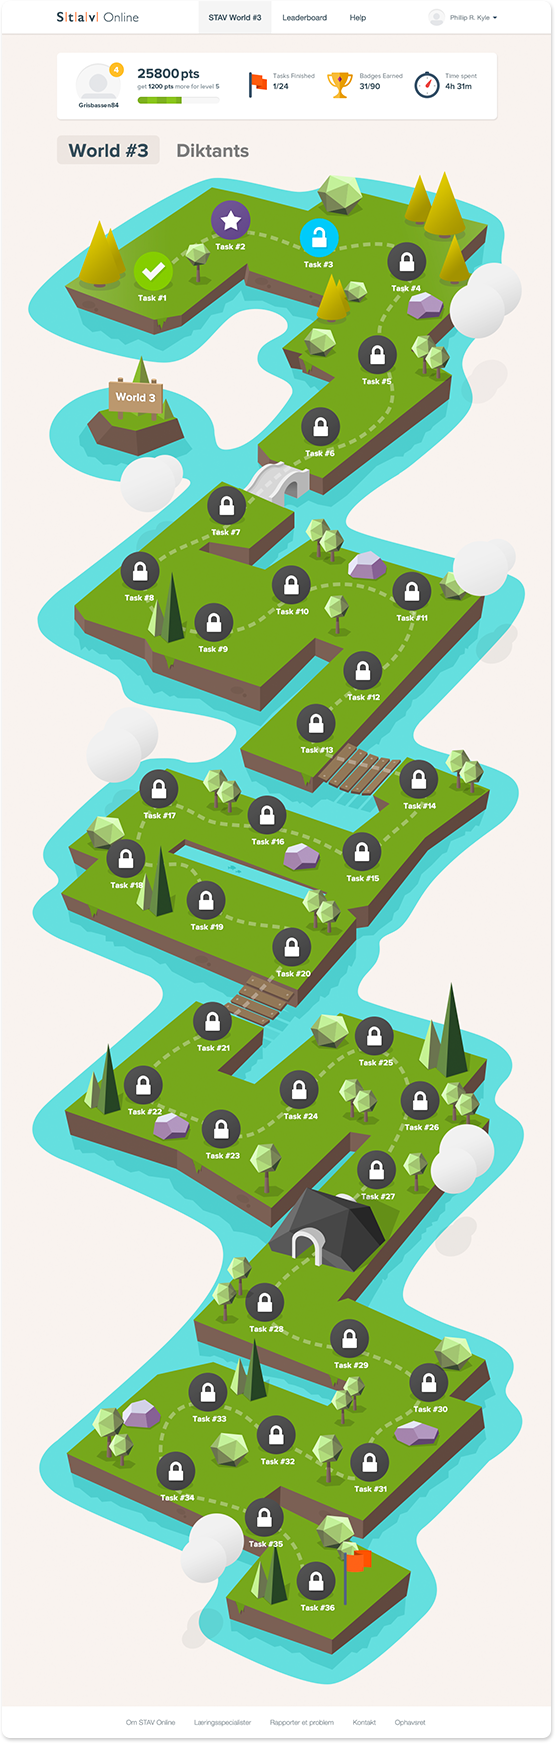 S|t|a|v| Online
STAV World #3
Leaderboard
Help
Phillip R. Kyle
4
Grisbassen84
25800 pts
get 1200 pts more for level 5
Tasks Finished
1/24
Badges Earned
31/90
Time spent
4h 31m
World #3
Diktants
Task #1
Task #2
Task #3
Task #4
Task #5
World 3
Task #6
Task #7
Task #8
Task #9
Task #10
Task #11
Task #12
Task #13
Task #14
Task #15
Task #16
Task #17
Task #18
Task #19
Task #20
Task #21
Task #22
Task #23
Task #24
Task #25
Task #26
Task #27
Task #28
Task #29
Task #30
Task #31
Task #32
Task #33
Task #34
Task #35
Task #36
Om STAV Online
Læringsspecialister
Rapporter et problem
Kontakt
Ophavsret